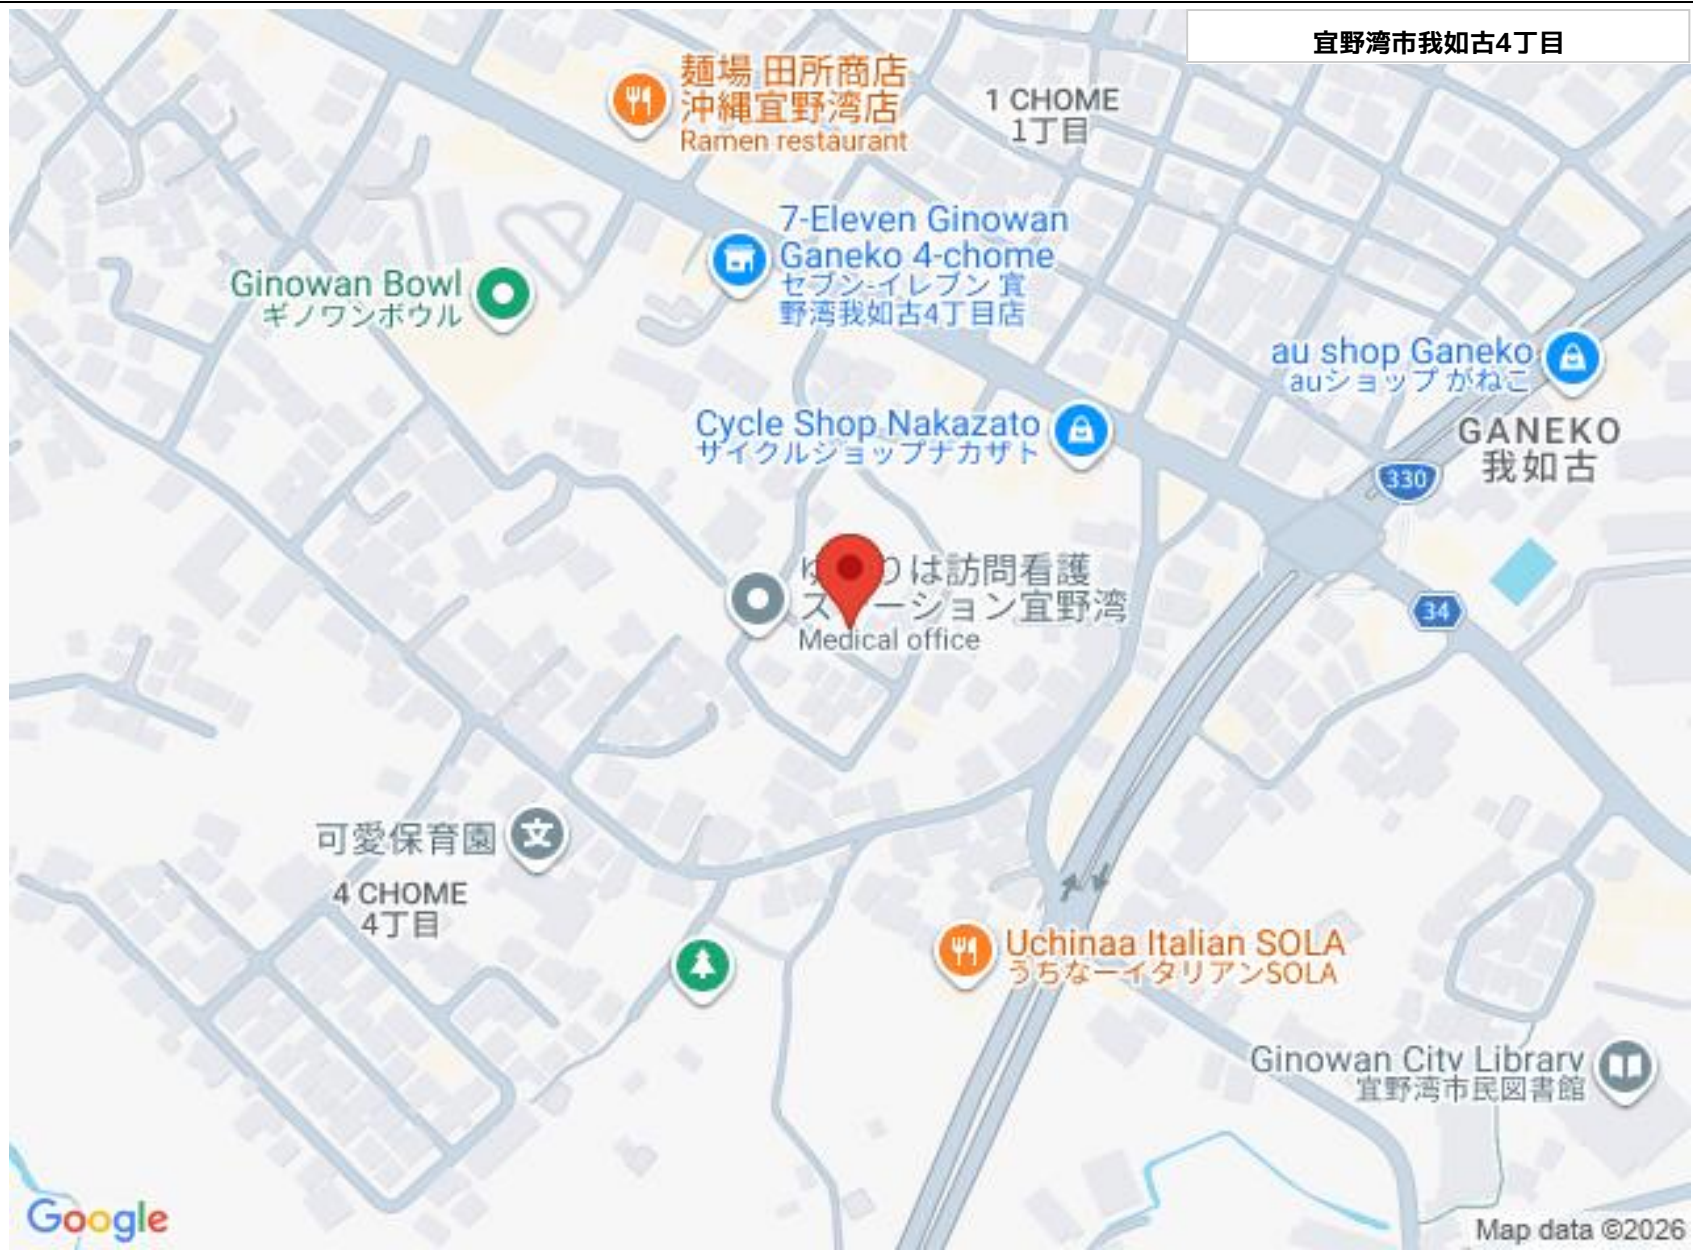 宜野湾市我如古4丁目
麺場 田所商店
沖縄宜野湾店
Ramen restaurant
1 CHOME
1丁目
7-Eleven Ginowan
Ganeko 4-chome
セブン-イレブン 宜
野湾我如古4丁目店
Ginowan Bowl
ギノワンボウル
au shop Ganeko
auショップ がねこ
Cycle Shop Nakazato
サイクルショップナカザト
GANEKO
我如古
330
は訪問看護
ーション宜野湾
Medical office
34
可愛保育園
文
4 CHOME
4丁目
Uchinaa Italian SOLA
うちなーイタリアンSOLA
Ginowan City Library
宜野湾市民図書館
Google
Map data ©2026